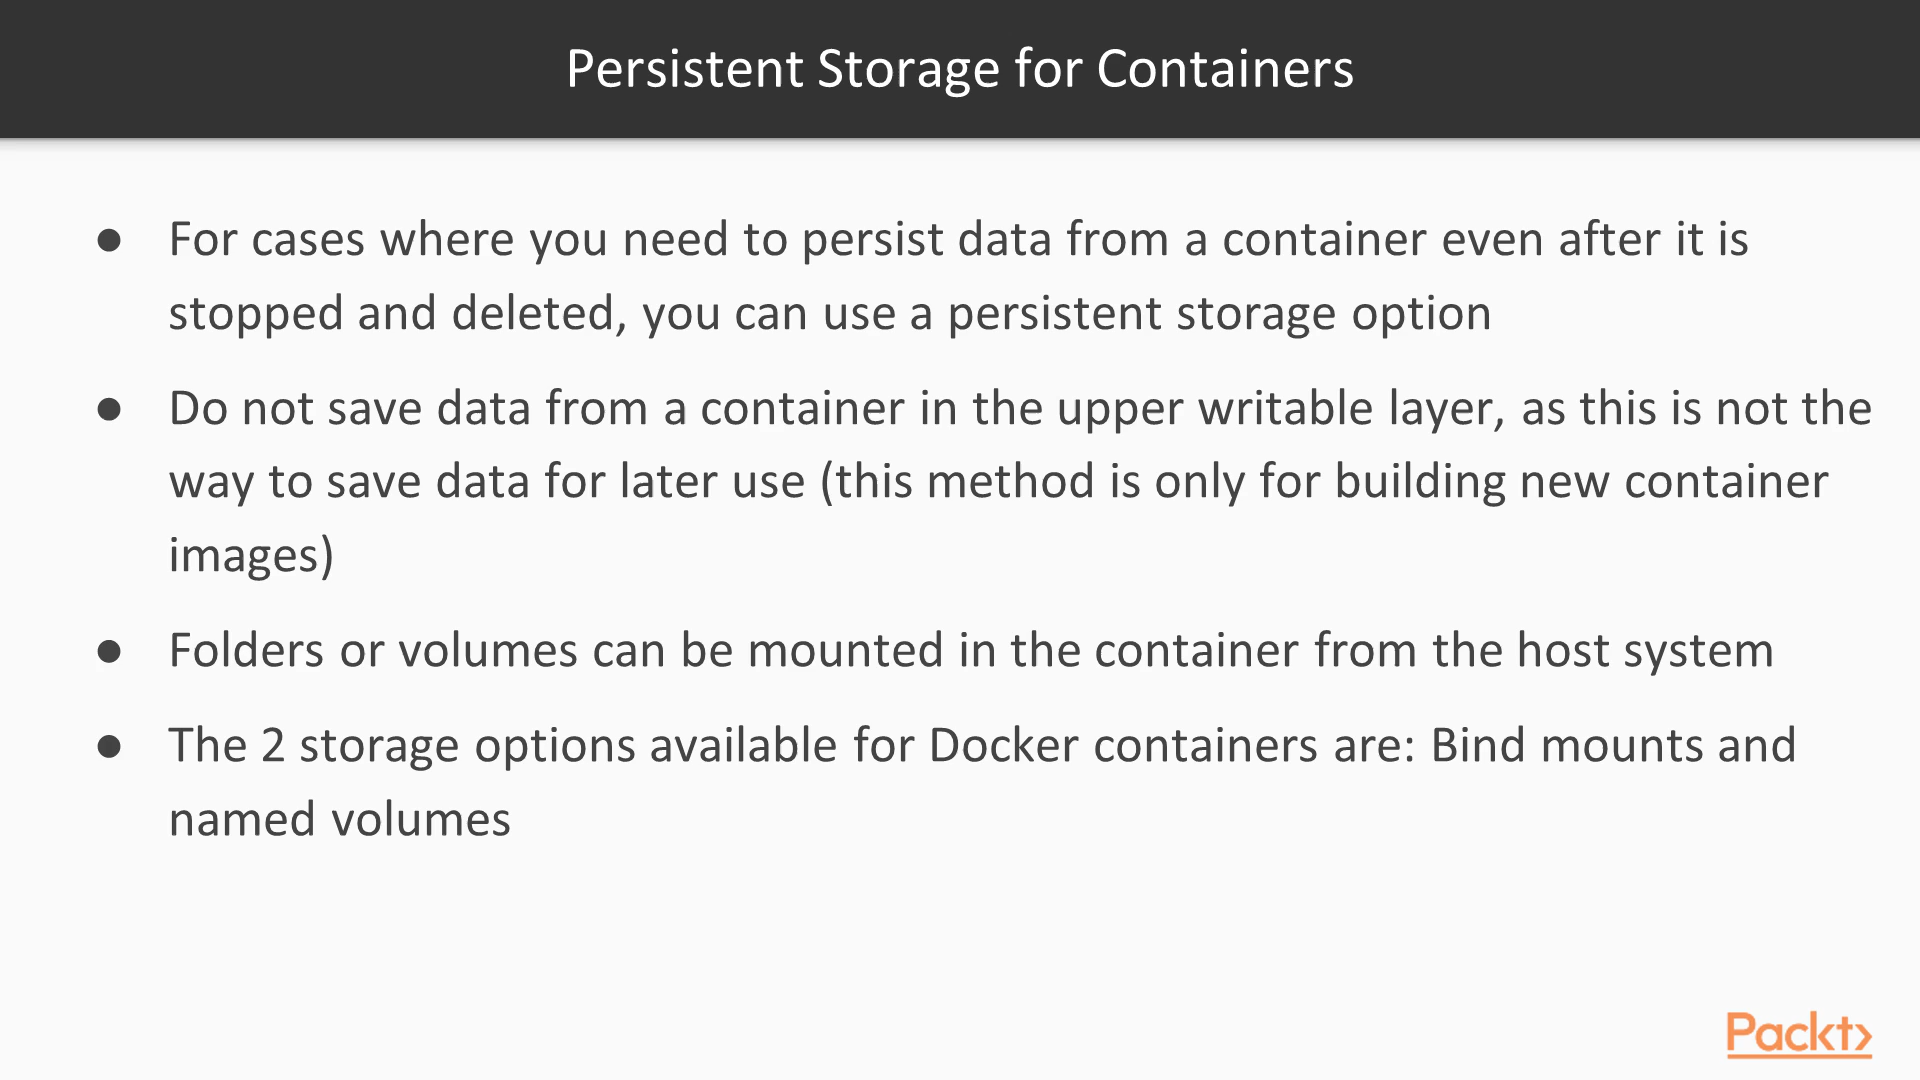 Persistent Storage for Containers
● For cases where you need to persist data from a container even after it is
stopped and deleted, you can use a persistent storage option
● Do not save data from a container in the upper writable layer, as this is not the
way to save data for later use (this method is only for building new container
images)
● Folders or volumes can be mounted in the container from the host system
● The 2 storage options available for Docker containers are: Bind mounts and
named volumes
Packt>